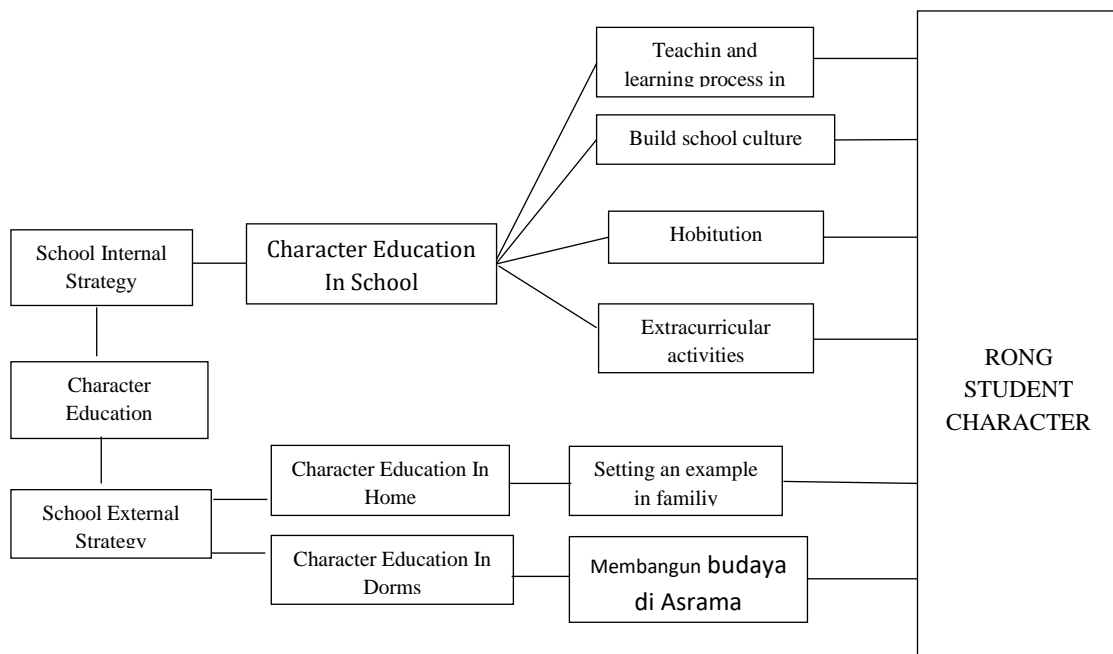 Teachin and
learning process in
Build school culture
Hobitution
Extracurricular
activities
School Internal
Strategy
Character Education
In School
Character
Education
School External
Strategy
Character Education In
Home
Character Education In
Dorms
Setting an example
in familiy
Membangun budaya
di Asrama
RONG
STUDENT
CHARACTER